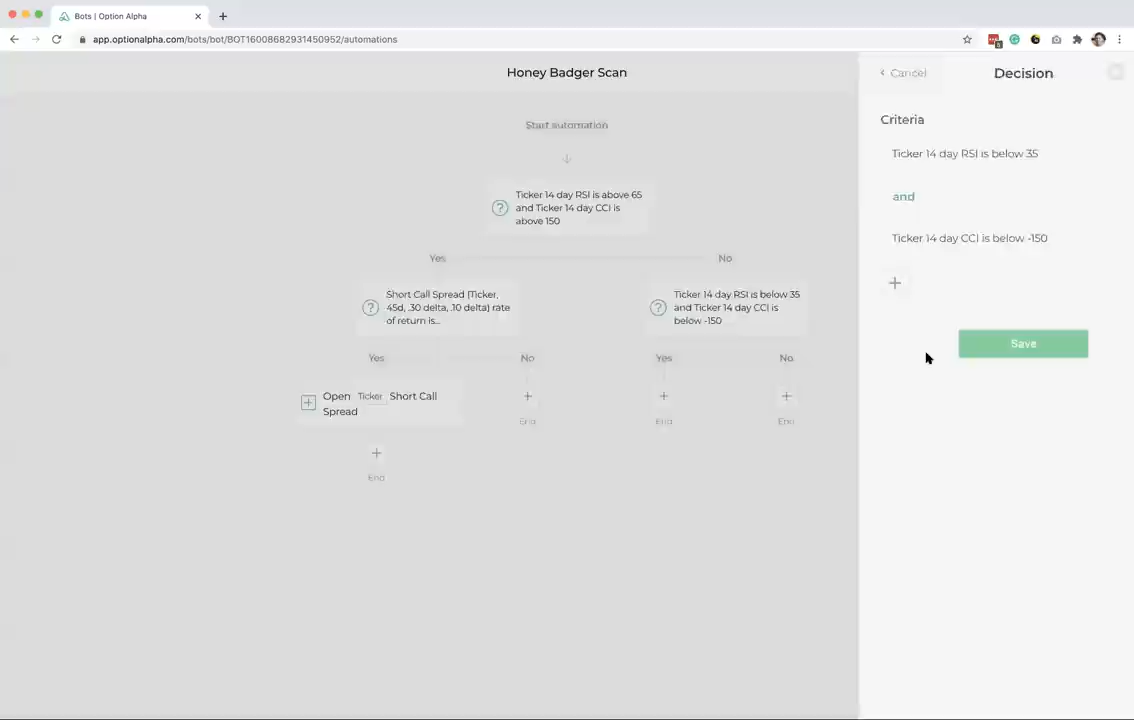 Bots | Option Alpha
app.optionalpha.com/bots/bot/BOT16008682931450952/automations
Honey Badger Scan
Cancel
Decision
Start automation
Criteria
Ticker 14 day RSI is below 35
and
Ticker 14 day CCI is below -150
Save
Ticker 14 day RSI is above 65
and Ticker 14 day CCI is
above 150
Yes
No
Short Call Spread (Ticker,
45d, .30 delta, .10 delta) rate
of return is...
Ticker 14 day RSI is below 35
and Ticker 14 day CCI is
below -150
Yes
No
Yes
No
Open Ticker Short Call
Spread
End
End
End
End